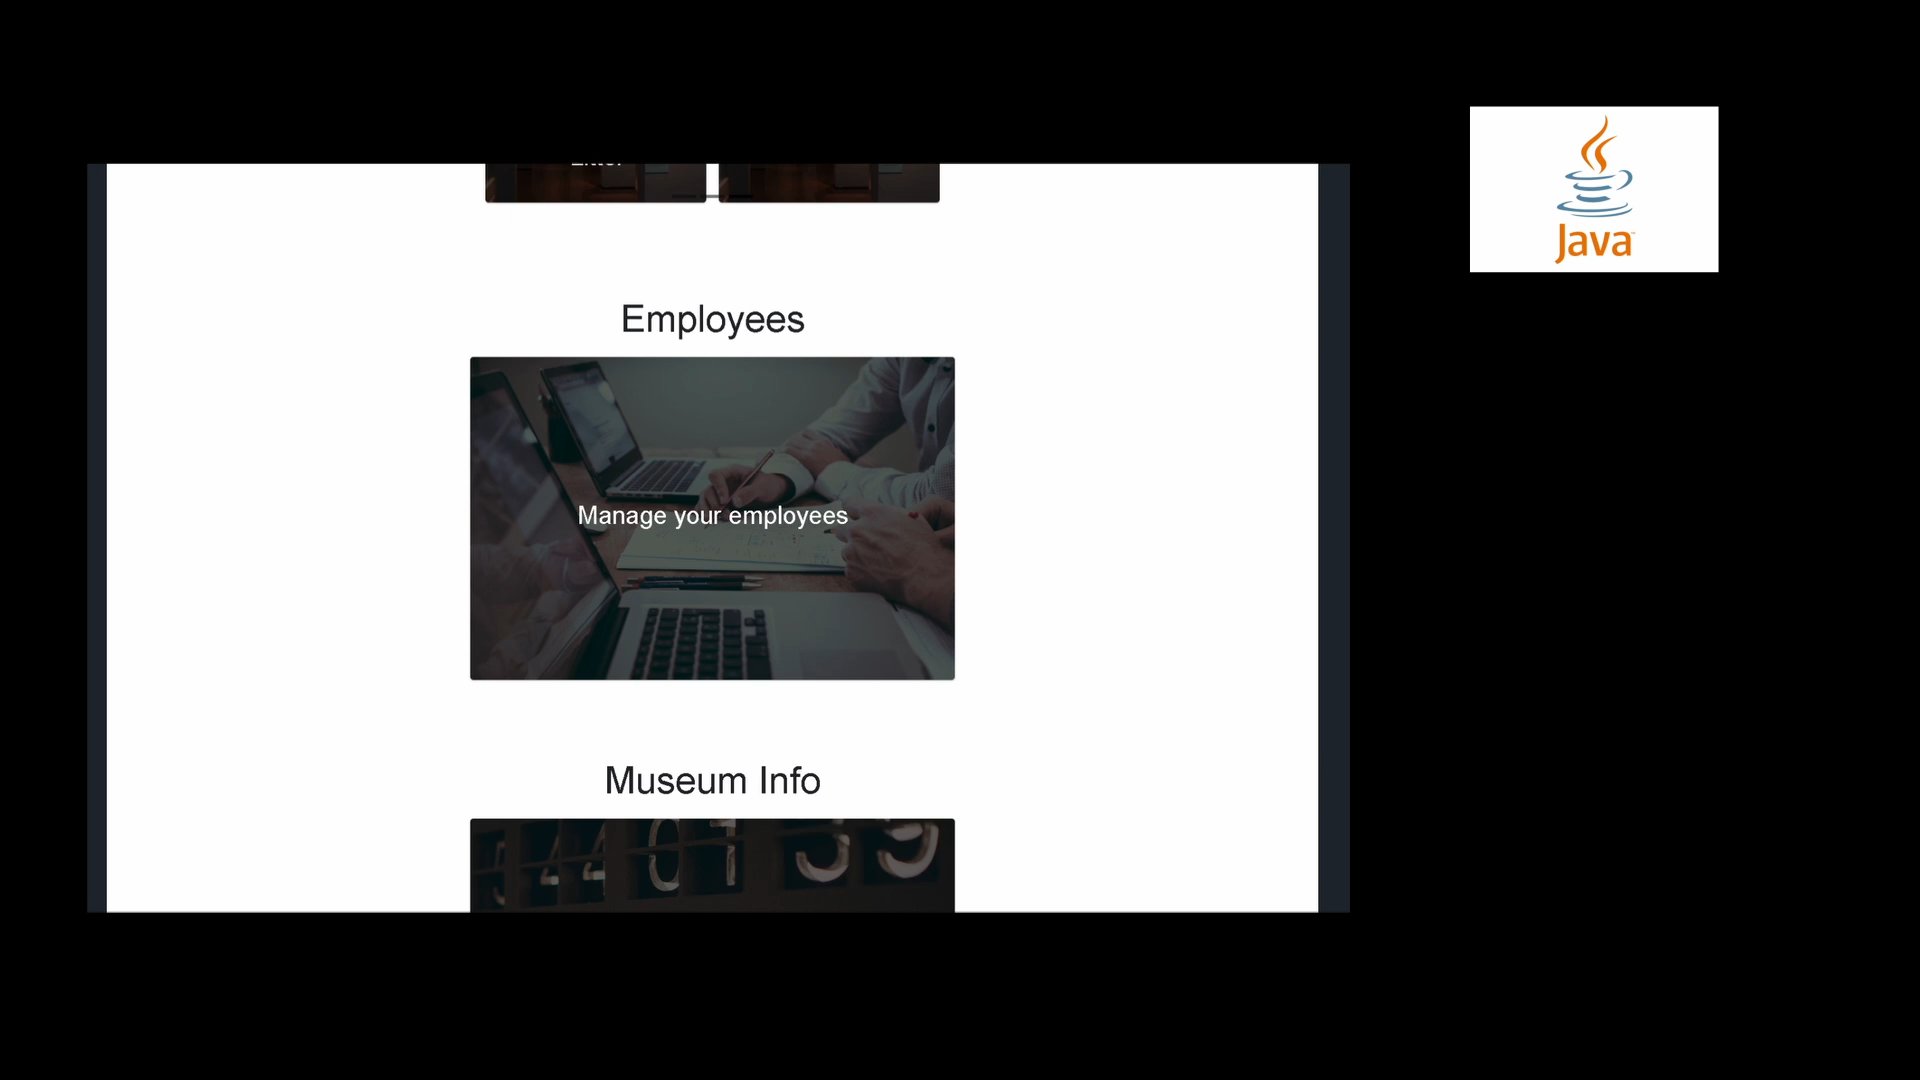 Employees
Manage your employees
Museum Info
Java